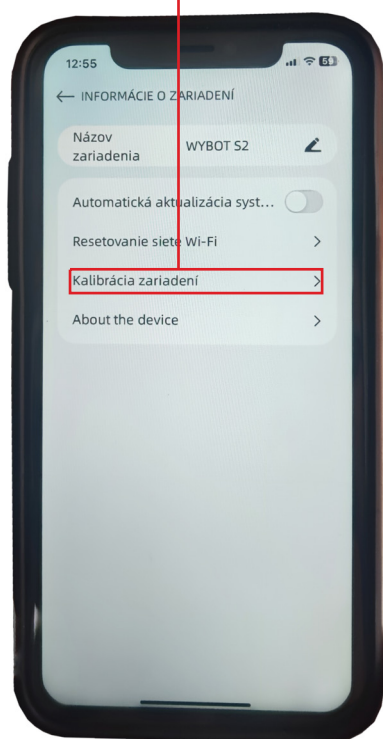 12:55
INFORMÁCIE O ZARIADENÍ
Názov
zariadenia
WYBOT S2
Automatická aktualizácia syst...
Resetovanie siete Wi-Fi
Kalibrácia zariadení
About the device